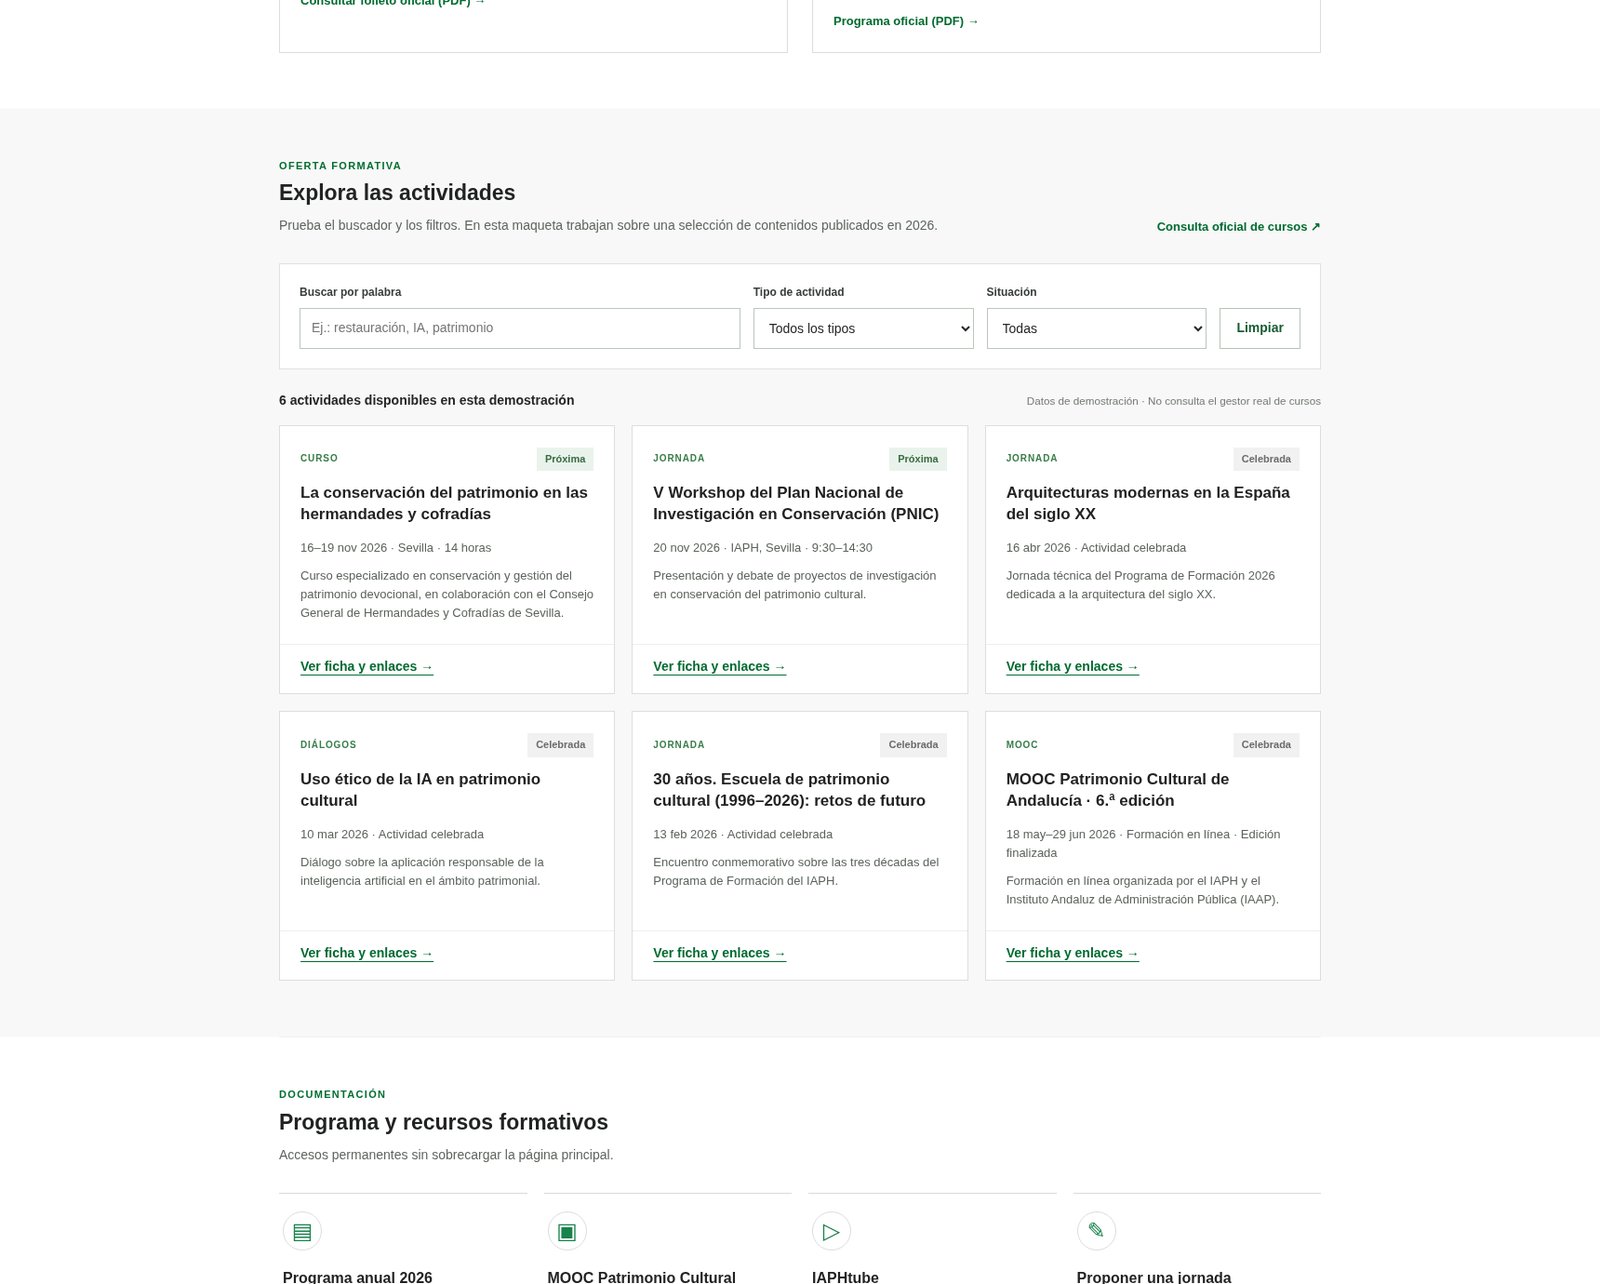 Consultar folleto oficial (PDF) →
Programa oficial (PDF) →
OFERTA FORMATIVA
Explora las actividades
Prueba el buscador y los filtros. En esta maqueta trabajan sobre una selección de contenidos publicados en 2026.
Consulta oficial de cursos ↗
Buscar por palabra
Ej.: restauración, IA, patrimonio
Tipo de actividad
Todos los tipos
Situación
Todas
Limpiar
6 actividades disponibles en esta demostración
Datos de demostración · No consulta el gestor real de cursos
CURSO
Próxima
La conservación del patrimonio en las
hermandades y cofradías
16–19 nov 2026 · Sevilla · 14 horas
Curso especializado en conservación y gestión del
patrimonio devocional, en colaboración con el Consejo
General de Hermandades y Cofradías de Sevilla.
Ver ficha y enlaces →
JORNADA
Próxima
V Workshop del Plan Nacional de
Investigación en Conservación (PNIC)
20 nov 2026 · IAPH, Sevilla · 9:30–14:30
Presentación y debate de proyectos de investigación
en conservación del patrimonio cultural.
Ver ficha y enlaces →
JORNADA
Celebrada
Arquitecturas modernas en la España
del siglo XX
16 abr 2026 · Actividad celebrada
Jornada técnica del Programa de Formación 2026
dedicada a la arquitectura del siglo XX.
Ver ficha y enlaces →
DIÁLOGOS
Celebrada
Uso ético de la IA en patrimonio
cultural
10 mar 2026 · Actividad celebrada
Diálogo sobre la aplicación responsable de la
inteligencia artificial en el ámbito patrimonial.
Ver ficha y enlaces →
JORNADA
Celebrada
30 años. Escuela de patrimonio
cultural (1996–2026): retos de futuro
13 feb 2026 · Actividad celebrada
Encuentro conmemorativo sobre las tres décadas del
Programa de Formación del IAPH.
Ver ficha y enlaces →
MOOC
Celebrada
MOOC Patrimonio Cultural de
Andalucía · 6.ª edición
18 may–29 jun 2026 · Formación en línea · Edición
finalizada
Formación en línea organizada por el IAPH y el
Instituto Andaluz de Administración Pública (IAAP).
Ver ficha y enlaces →
DOCUMENTACIÓN
Programa y recursos formativos
Accesos permanentes sin sobrecargar la página principal.
Programa anual 2026
MOOC Patrimonio Cultural
IAPHtube
Proponer una jornada